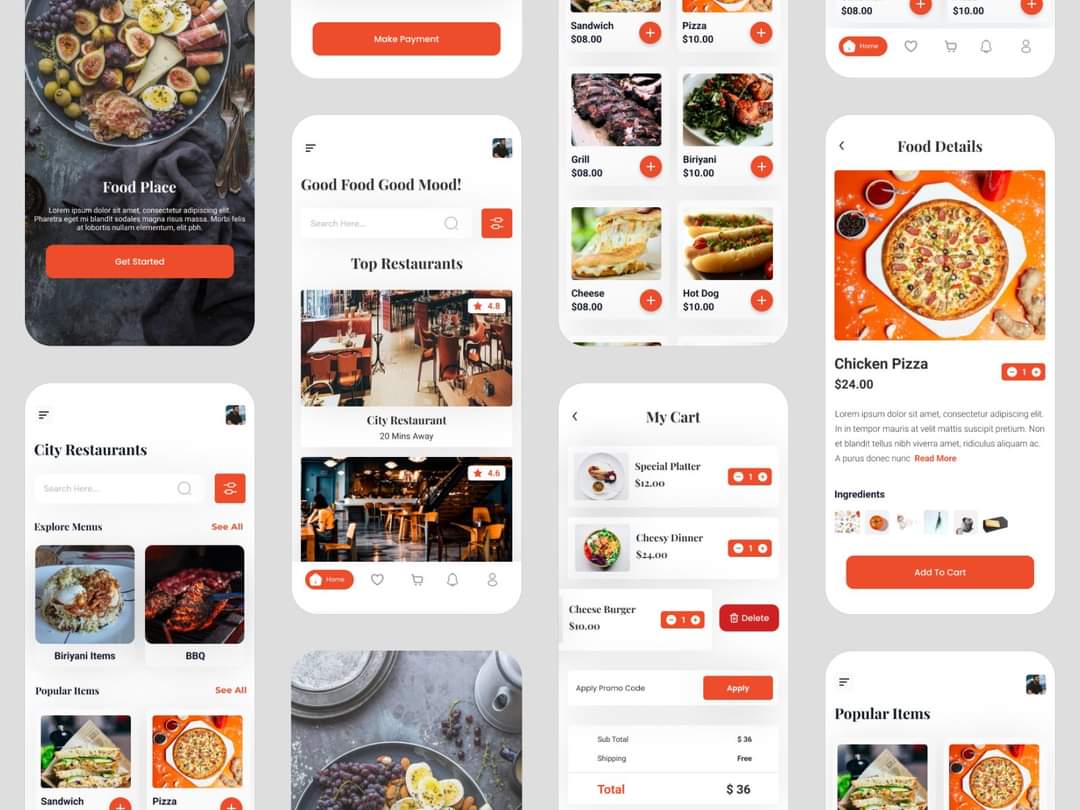 Food Place
Lorem ipsum dolor sit amet, consectetur adipiscing elit.
Pharetra eget mi blandit sodales magna risus massa. Morbi felis
at lobortis nullam elementum, elit pbh.
Get Started
City Restaurants
Search Here...
Explore Menus
See All
Biriyani Items
BBQ
Popular Items
See All
Sandwich
Pizza
Make Payment
Good Food Good Mood!
Search Here...
Top Restaurants
4.8
City Restaurant
20 Mins Away
4.6
Home
Sandwich
$08.00
Pizza
$10.00
Grill
$08.00
Biriyani
$10.00
Cheese
$08.00
Hot Dog
$10.00
My Cart
Special Platter
$12.00
1
Cheesy Dinner
$24.00
1
Cheese Burger
$10.00
1
Delete
Apply Promo Code
Apply
Sub Total
$ 36
Shipping
Free
Total
$ 36
$08.00
$10.00
Home
Food Details
Chicken Pizza
$24.00
1
Lorem ipsum dolor sit amet, consectetur adipiscing elit.
In in tempor mauris at velit mattis suscipit pretium. Non
et blandit tellus nibh viverra amet, ridiculus aliquam ac.
A purus donec nunc Read More
Ingredients
Add To Cart
Popular Items